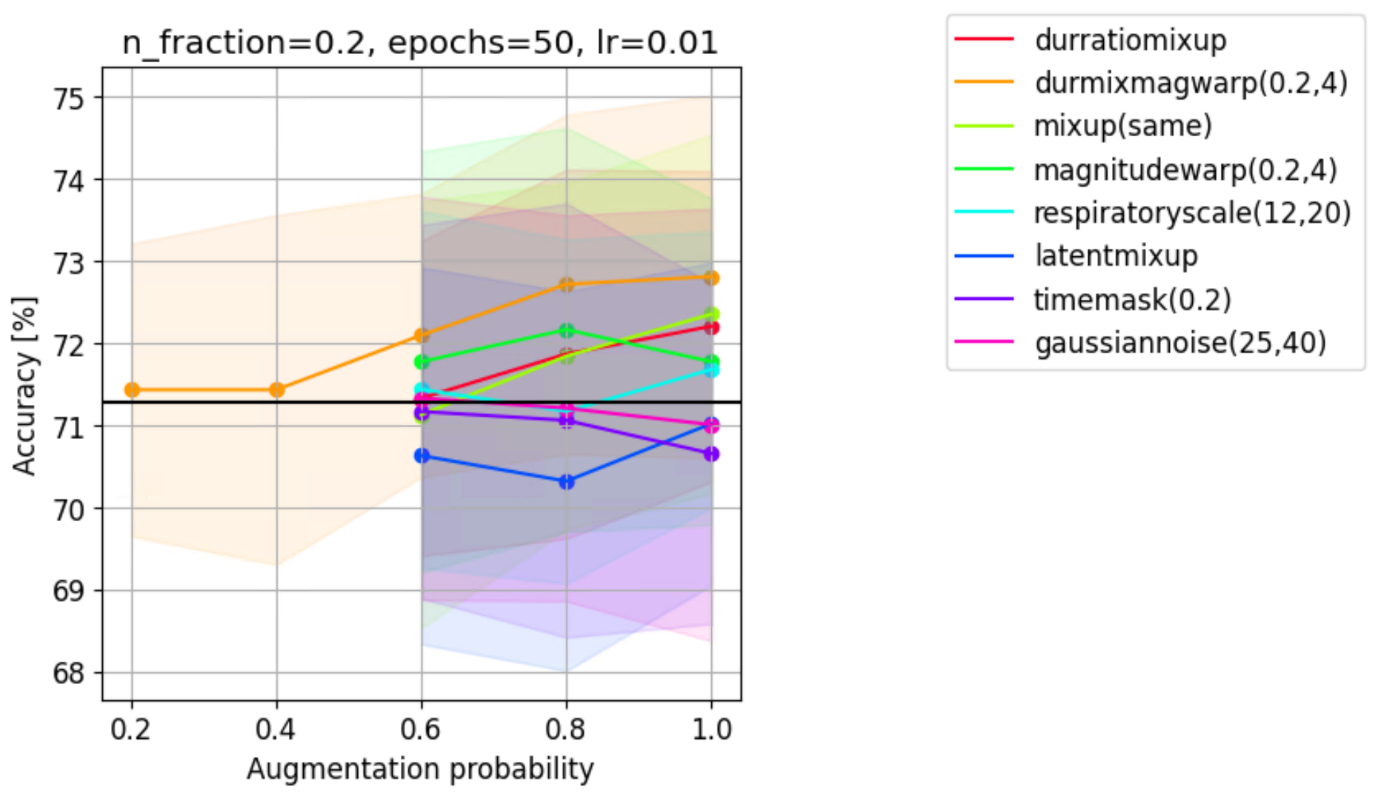 n_fraction=0.2, epochs=50, lr=0.01
75
74
73
72
71
70
69
68
Accuracy [%]
0.2 0.4 0.6 0.8 1.0
Augmentation probability
durratiomixup
durmixmagwarp(0.2,4)
mixup(same)
magnitudewarp(0.2,4)
respiratoryscale(12,20)
latentmixup
timemask(0.2)
gaussiannoise(25,40)